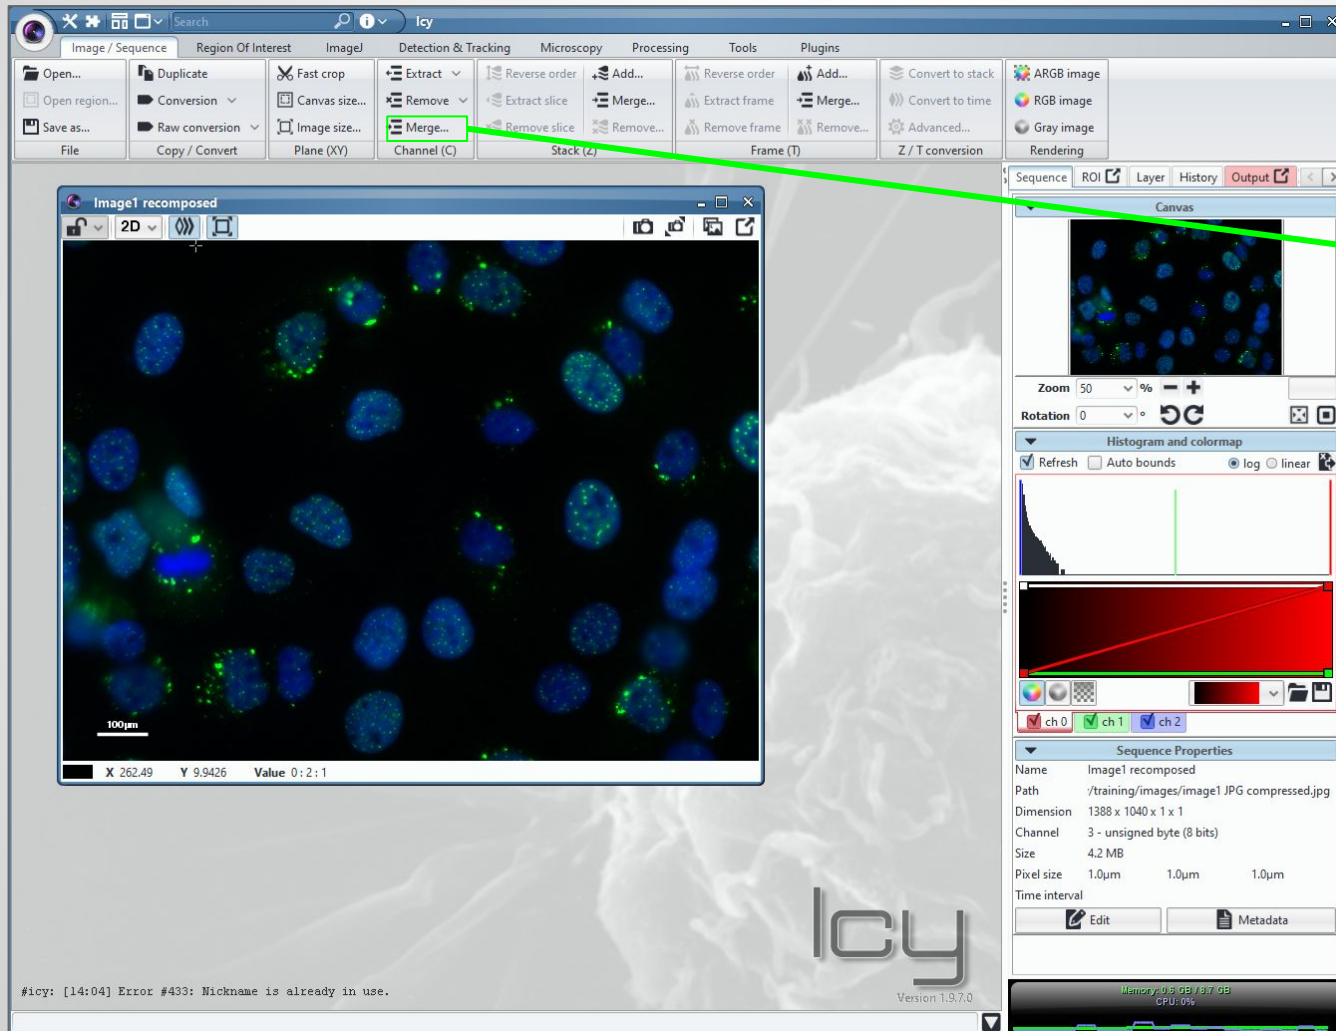 Search
Icy
Image / Sequence Region Of Interest ImageJ Detection & Tracking Microscopy Processing Tools Plugins
Open... Duplicate Fast crop Extract Reverse order Add... Reverse order Add... Convert to stack ARGB image
Open region... Conversion Canvas size... Remove Extract slice Merge... Extract frame Merge... Convert to time RGB image
Save as... Raw conversion Image size... Merge... Remove slice Remove... Remove frame Remove... Advanced... Gray image
File Copy / Convert Plane (XY) Channel (C) Stack (Z) Frame (T) Z / T conversion Rendering
Sequence ROI Layer History Output
Image1 recomposed
2D
100µm
X 262.49 Y 9.9426 Value 0 : 2 : 1
Canvas
Zoom 50 %
Rotation 0 °
Histogram and colormap
Refresh Auto bounds log linear
ch 0 ch 1 ch 2
Sequence Properties
Name Image1 recomposed
Path :/training/images/image1 JPG compressed.jpg
Dimension 1388 x 1040 x 1 x 1
Channel 3 - unsigned byte (8 bits)
Size 4.2 MB
Pixel size 1.0µm 1.0µm 1.0µm
Time interval
Edit Metadata
Icy
#icy: [14:04] Error #433: Nickname is already in use.
Version 1.9.7.0
Memory: 0.6 GB / 8.7 GB
CPU: 0%